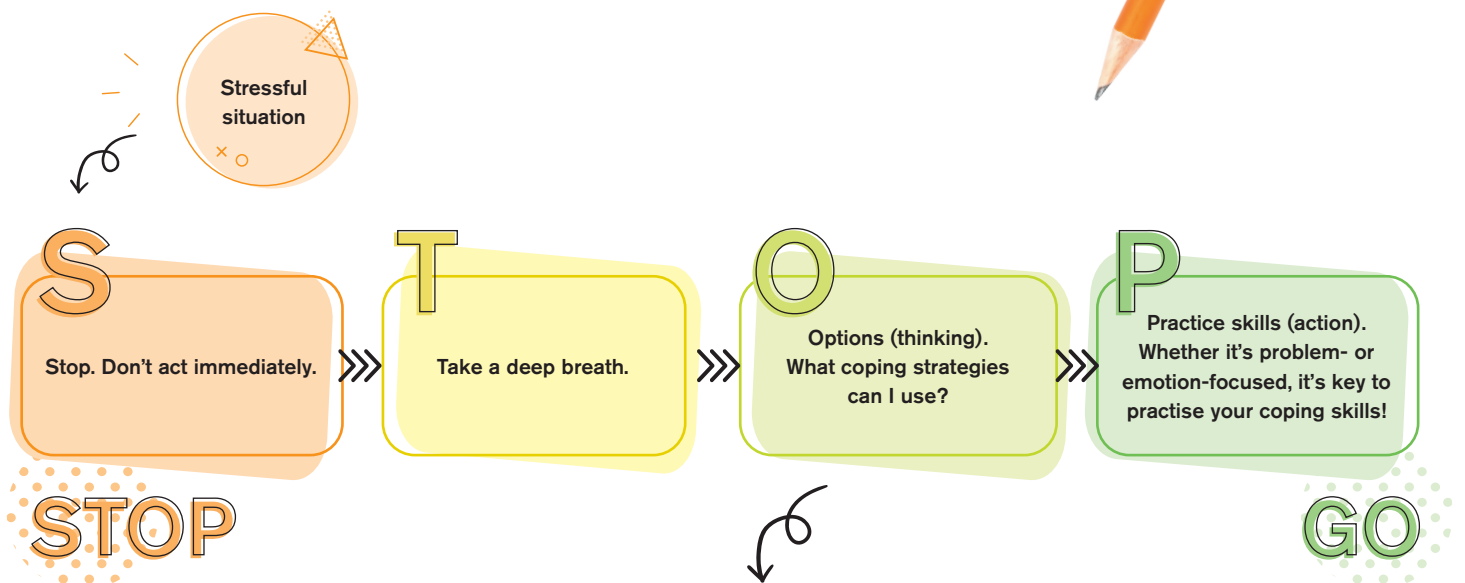 Stressful
situation
S
Stop. Don't act immediately.
T
Take a deep breath.
O
Options (thinking).
What coping strategies
can I use?
P
Practice skills (action).
Whether it's problem- or
emotion-focused, it's key to
practise your coping skills!
STOP
GO